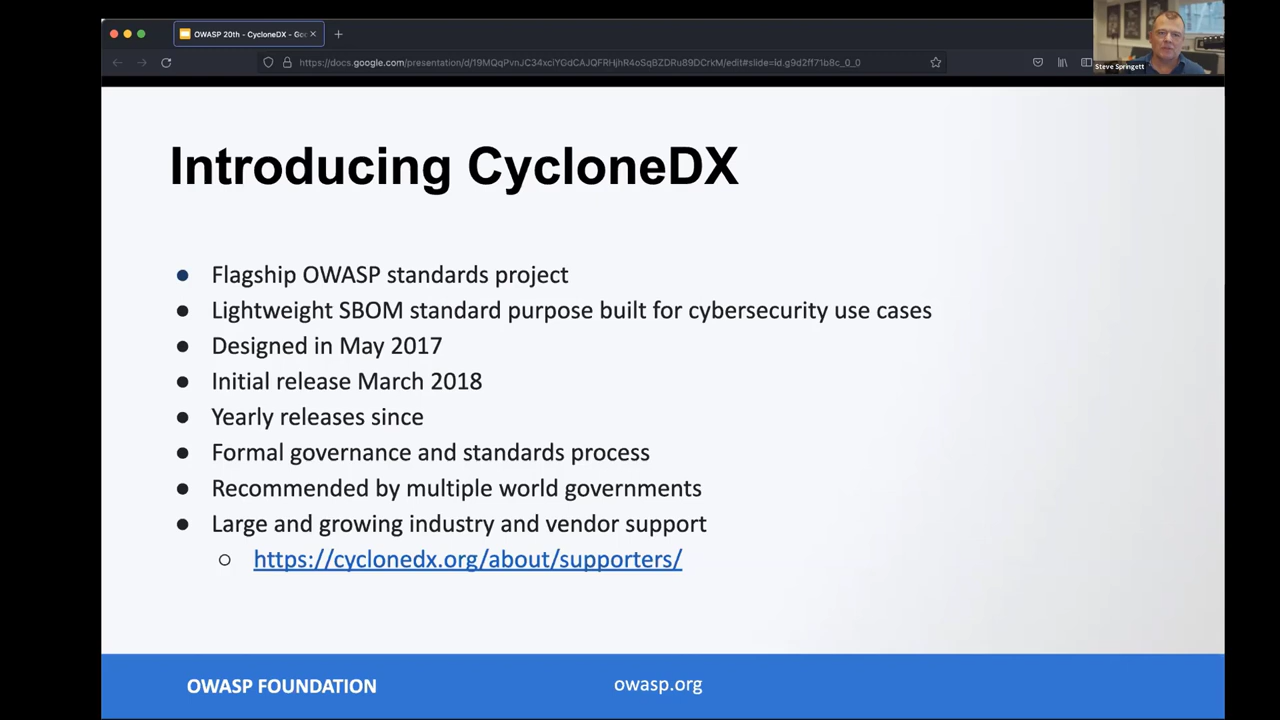 OWASP 20th - CycloneDX - Goo
Steve Springett
Introducing CycloneDX
Flagship OWASP standards project
Lightweight SBOM standard purpose built for cybersecurity use cases
Designed in May 2017
Initial release March 2018
Yearly releases since
Formal governance and standards process
Recommended by multiple world governments
Large and growing industry and vendor support
https://cyclonedx.org/about/supporters/
OWASP FOUNDATION
owasp.org